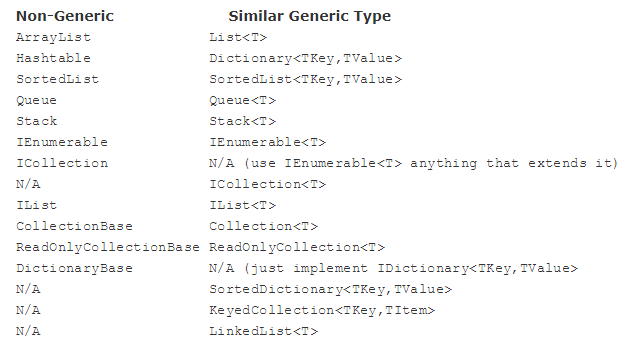 Non-Generic Similar Generic Type
ArrayList List<T>
Hashtable Dictionary<TKey,TValue>
SortedList SortedList<TKey,TValue>
Queue Queue<T>
Stack Stack<T>
IEnumerable IEnumerable<T>
ICollection N/A (use IEnumerable<T> anything that extends it)
N/A ICollection<T>
IList IList<T>
CollectionBase Collection<T>
ReadOnlyCollectionBase ReadOnlyCollection<T>
DictionaryBase N/A (just implement IDictionary<TKey,TValue>
N/A SortedDictionary<TKey,TValue>
N/A KeyedCollection<TKey,TItem>
N/A LinkedList<T>